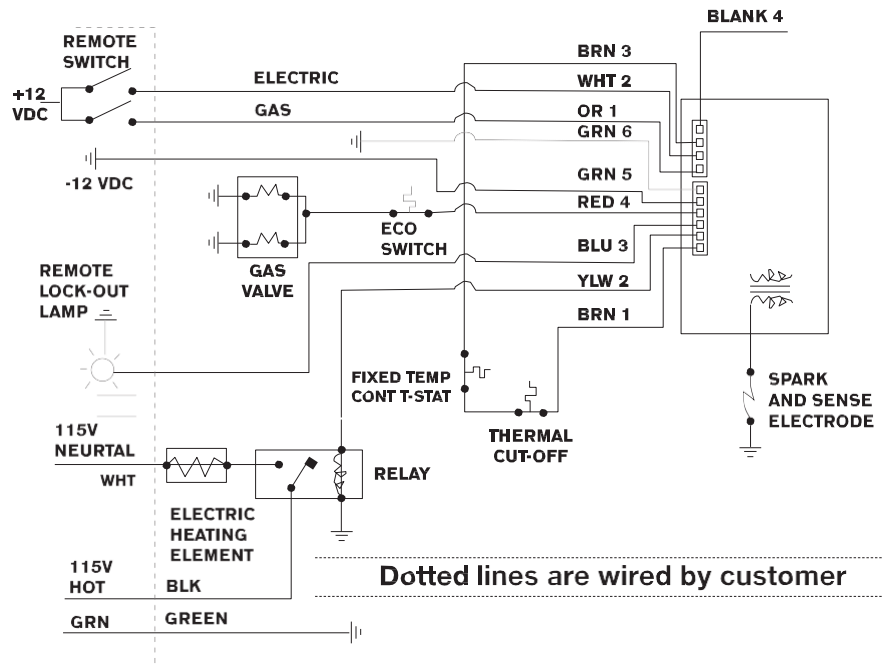 BLANK 4
REMOTE
SWITCH
BRN 3
ELECTRIC
WHT 2
+12
VDC
GAS
OR 1
GRN 6
-12 VDC
GRN 5
RED 4
ECO
SWITCH
BLU 3
GAS
VALVE
REMOTE
LOCK-OUT
LAMP
YLW 2
BRN 1
FIXED TEMP
CONT T-STAT
SPARK
AND SENSE
ELECTRODE
THERMAL
CUT-OFF
115V
NEURTAL
WHT
RELAY
ELECTRIC
HEATING
ELEMENT
115V
HOT
BLK
Dotted lines are wired by customer
GRN
GREEN